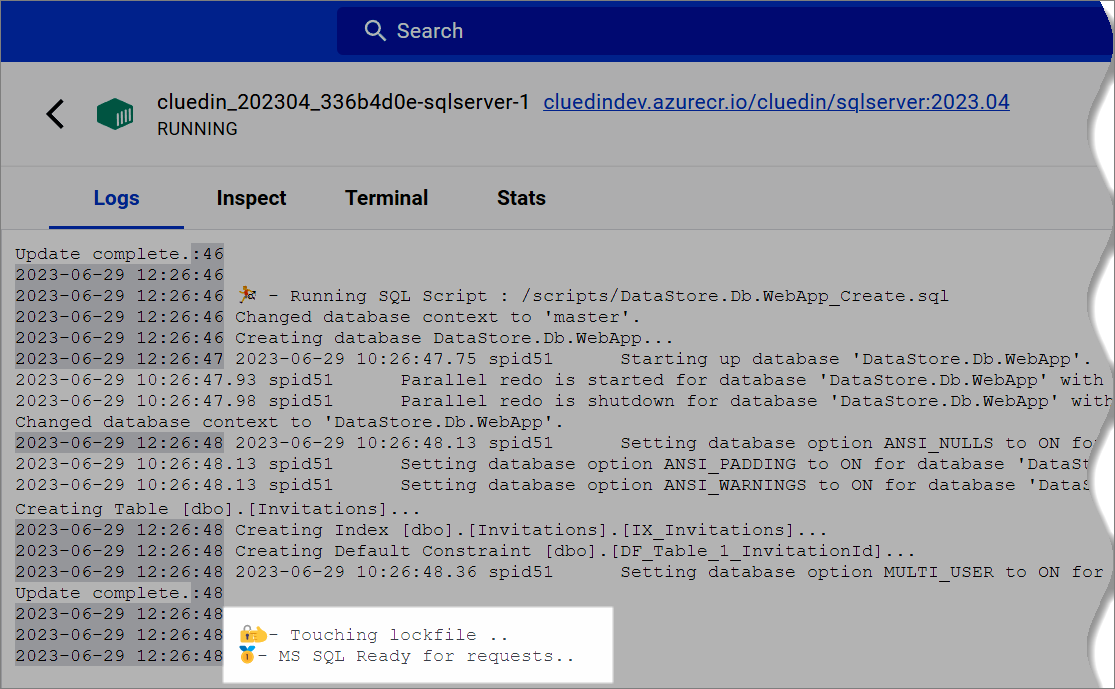 Search
cluedin_202304_336b4d0e-sqlserver-1 cluedindev.azurecr.io/cluedin/sqlserver:2023.04
RUNNING
Logs Inspect Terminal Stats
Update complete.:46
2023-06-29 12:26:46
2023-06-29 12:26:46 🏃 - Running SQL Script : /scripts/DataStore.Db.WebApp_Create.sql
2023-06-29 12:26:46 Changed database context to 'master'.
2023-06-29 12:26:46 Creating database DataStore.Db.WebApp...
2023-06-29 12:26:47 2023-06-29 10:26:47.75 spid51 Starting up database 'DataStore.Db.WebApp'.
2023-06-29 10:26:47.93 spid51 Parallel redo is started for database 'DataStore.Db.WebApp' with
2023-06-29 10:26:47.98 spid51 Parallel redo is shutdown for database 'DataStore.Db.WebApp' with
Changed database context to 'DataStore.Db.WebApp'.
2023-06-29 12:26:48 2023-06-29 10:26:48.13 spid51 Setting database option ANSI_NULLS to ON fo
2023-06-29 10:26:48.13 spid51 Setting database option ANSI_PADDING to ON for database 'DataSt
2023-06-29 10:26:48.13 spid51 Setting database option ANSI_WARNINGS to ON for database 'DataS
Creating Table [dbo].[Invitations]...
2023-06-29 12:26:48 Creating Index [dbo].[Invitations].[IX_Invitations]...
2023-06-29 12:26:48 Creating Default Constraint [dbo].[DF_Table_1_InvitationId]...
2023-06-29 12:26:48 2023-06-29 10:26:48.36 spid51 Setting database option MULTI_USER to ON for
Update complete.:48
2023-06-29 12:26:48
2023-06-29 12:26:48 🔒👉- Touching lockfile ..
2023-06-29 12:26:48 🥇- MS SQL Ready for requests..